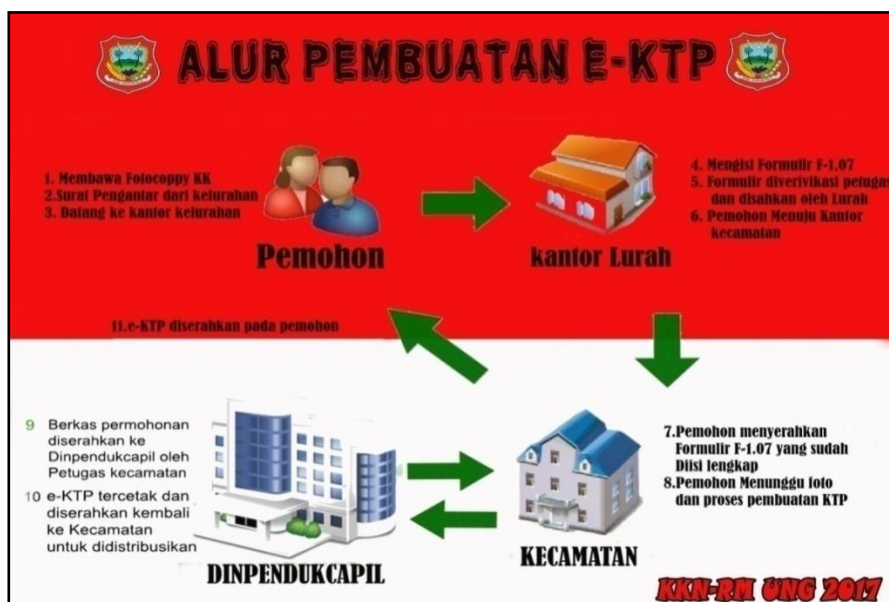 ALUR PEMBUATAN E-KTP
1. Membawa Fotocoppy KK
2.Surat Pengantar dari kelurahan
3. Datang ke kantor kelurahan
Pemohon
kantor Lurah
4. Mengisi Formulir F-1,07
5. Formulir diverivikasi petugas
dan disahkan oleh Lurah
6. Pemohon Menuju Kantor
kecamatan
11.e-KTP diserahkan pada pemohon
9 Berkas permohonan
diserahkan ke
Dinpendukcapil oleh
Petugas kecamatan
10 e-KTP tercetak dan
diserahkan kembali
ke Kecamatan
untuk didistribusikan
DINPENDUKCAPIL
KECAMATAN
7.Pemohon menyerahkan
Formulir F-1.07 yang sudah
Diisi lengkap
8.Pemohon Menunggu foto
dan proses pembuatan KTP
KKN-RM UNG 2017